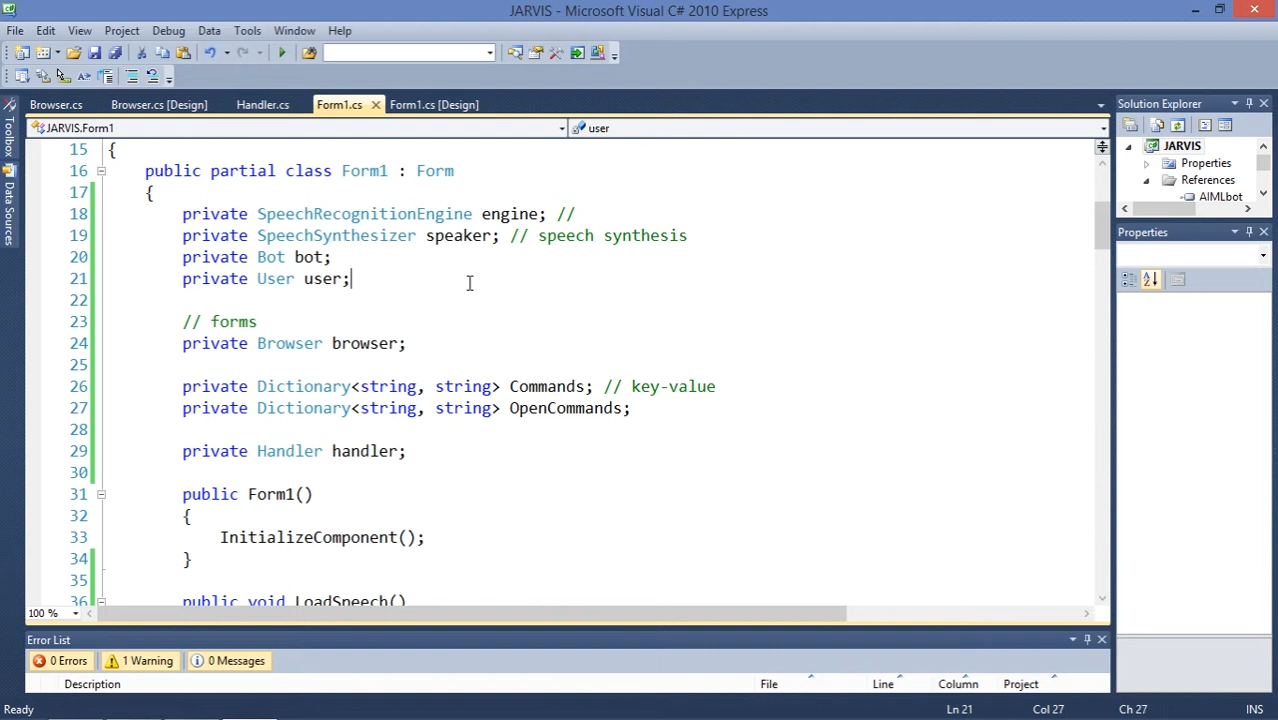 JARVIS - Microsoft Visual C# 2010 Express
File Edit View Project Debug Data Tools Window Help
Browser.cs Browser.cs [Design] Handler.cs Form1.cs Form1.cs [Design]
JARVIS.Form1 user
15 {
16 public partial class Form1 : Form
17 {
18 private SpeechRecognitionEngine engine; //
19 private SpeechSynthesizer speaker; // speech synthesis
20 private Bot bot;
21 private User user;
22
23 // forms
24 private Browser browser;
25
26 private Dictionary<string, string> Commands; // key-value
27 private Dictionary<string, string> OpenCommands;
28
29 private Handler handler;
30
31 public Form1()
32 {
33 InitializeComponent();
34 }
35
36 public void LoadSpeech()
100 %
Toolbox
Data Sources
Solution Explorer
JARVIS
Properties
References
AIMLbot
Properties
Error List
0 Errors 1 Warning 0 Messages
Description File Line Column Project
Ready Ln 21 Col 27 Ch 27 INS